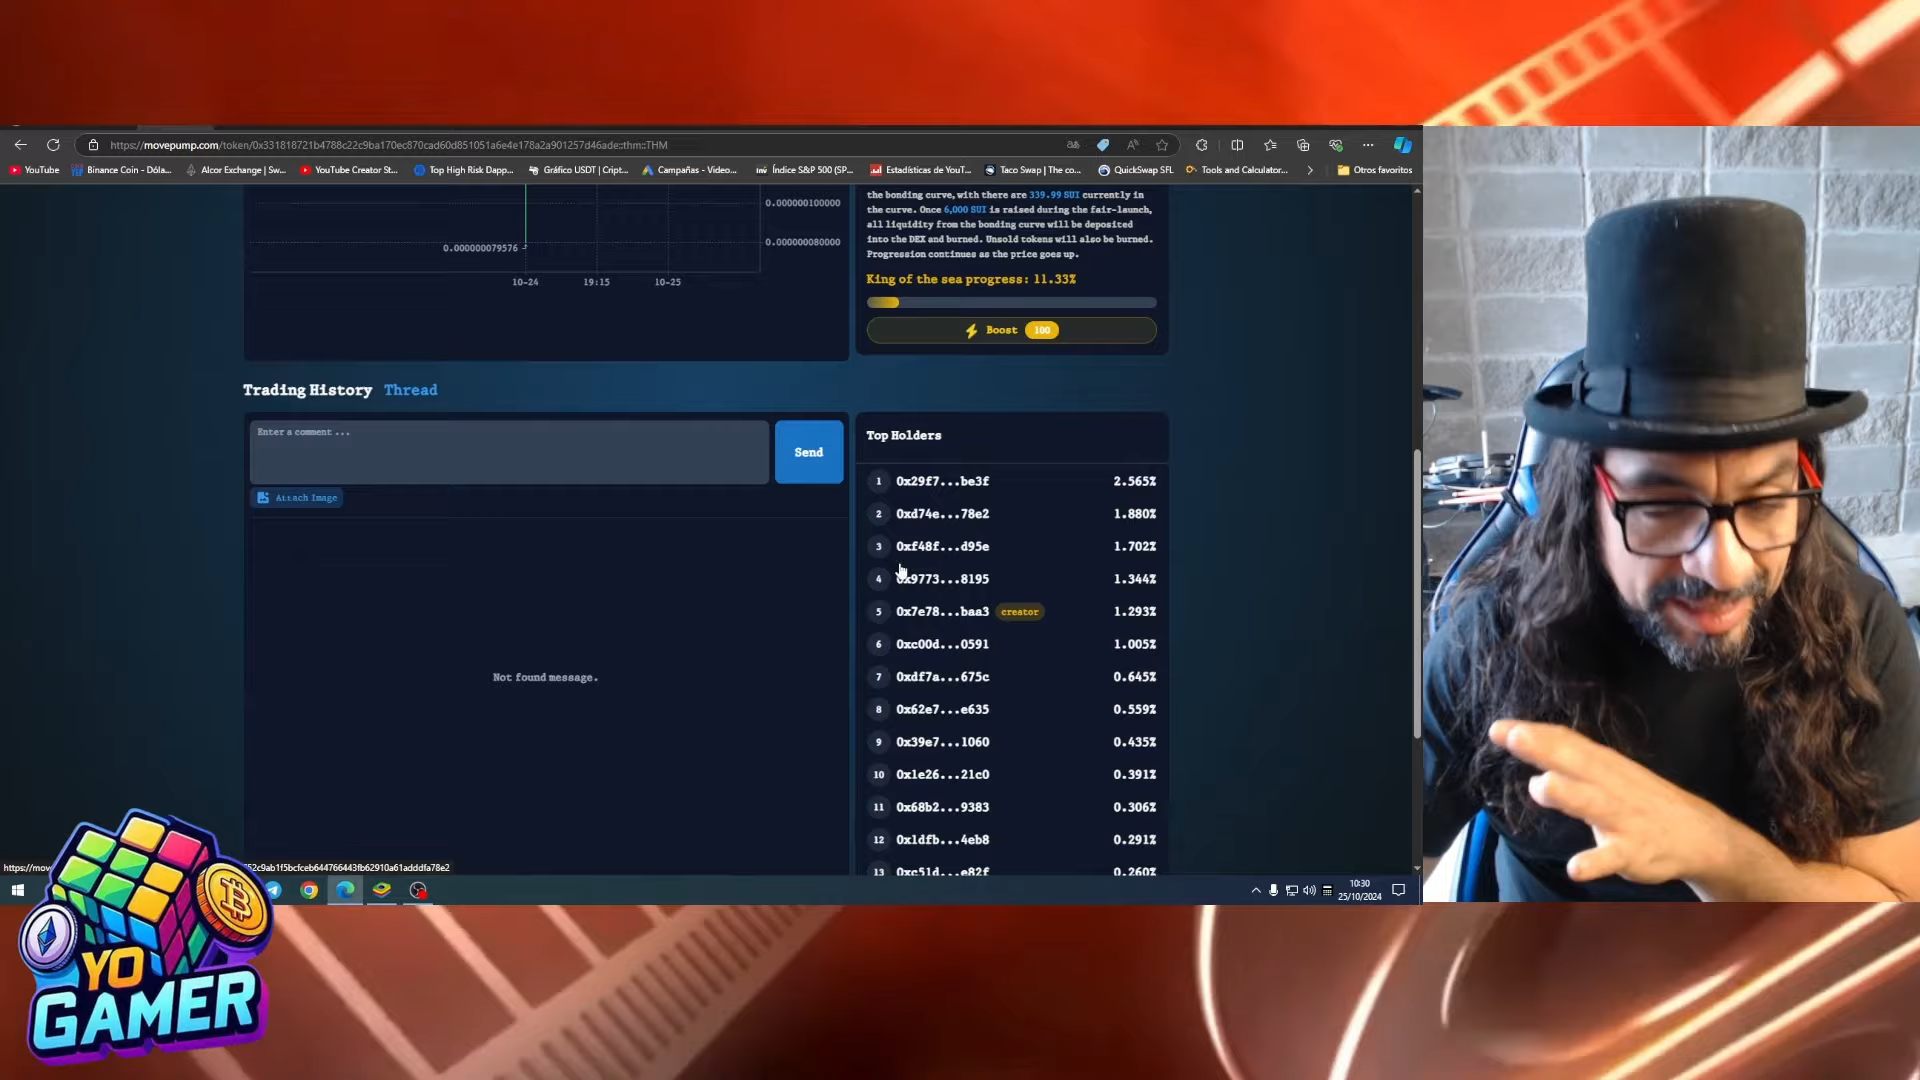 https://movepump.com/token/0x331818721b4788c22c9ba170ec870cad60d851051a6e4e178a2a901257d46ade::thm::THM
YouTube
Binance Coin - Dóla...
Alcor Exchange | Sw...
YouTube Creator St...
Top High Risk Dapp...
Gráfico USDT | Cript...
Campañas - Video...
Índice S&P 500 (SP...
Estadísticas de YouT...
Taco Swap | The co...
QuickSwap SFL
Tools and Calculator...
Otros favoritos
0.000000100000
0.000000080000
0.000000079576
10-24
19:15
10-25
the bonding curve, with there are 339.99 SUI currently in
the curve. Once 6,000 SUI is raised during the fair-launch,
all liquidity from the bonding curve will be deposited
into the DEX and burned. Unsold tokens will also be burned.
Progression continues as the price goes up.
King of the sea progress: 11.33%
Boost 100
Trading History Thread
Enter a comment ...
Send
Attach Image
Not found message.
Top Holders
1 0x29f7...be3f 2.565%
2 0xd74e...78e2 1.880%
3 0xf48f...d95e 1.702%
4 0x9773...8195 1.344%
5 0x7e78...baa3 creator 1.293%
6 0xc00d...0591 1.005%
7 0xdf7a...675c 0.645%
8 0x62e7...e635 0.559%
9 0x39e7...1060 0.435%
10 0x1e26...21c0 0.391%
11 0x68b2...9383 0.306%
12 0x1dfb...4eb8 0.291%
13 0xc51d...e82f 0.260%
https://mov
52c9ab1f5bcfceb644766443fb62910a61adddfa78e2
10:30
25/10/2024
YO
GAMER